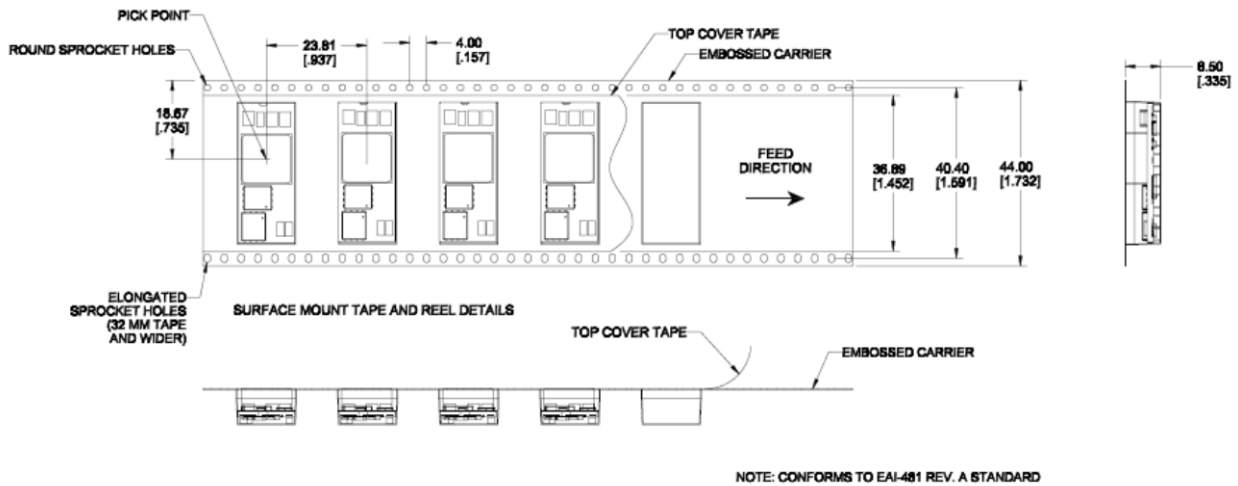 PICK POINT
ROUND SPROCKET HOLES
23.81
[.937]
4.00
[.157]
TOP COVER TAPE
EMBOSSED CARRIER
8.50
[.335]
18.67
[.735]
FEED
DIRECTION
36.89
[1.452]
40.40
[1.591]
44.00
[1.732]
ELONGATED
SPROCKET HOLES
(32 MM TAPE
AND WIDER)
SURFACE MOUNT TAPE AND REEL DETAILS
TOP COVER TAPE
EMBOSSED CARRIER
NOTE: CONFORMS TO EAI-481 REV. A STANDARD